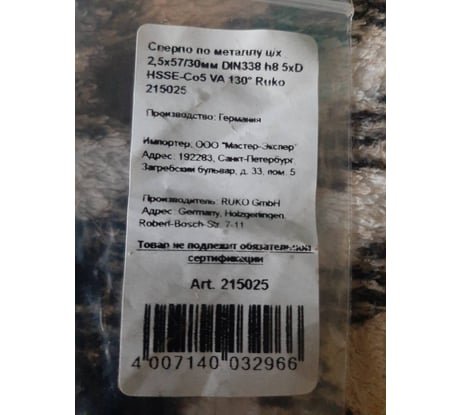 Сверло по металлу ц/х
2,5х57/30мм DIN338 h8 5xD
HSSE-Co5 VA 130° Ruko
215025
Производство: Германия
Импортер, ООО "Мастер-Экспер"
Адрес: 192283, Санкт-Петербург,
Загребский бульвар, д. 33, пом. 5
Производитель: RUKO GmbH
Адрес: Germany, Holzgerlingen,
Robert-Bosch-Str. 7-11
Товар не подлежит обязательной
сертификации
Art. 215025
4 007140 032966